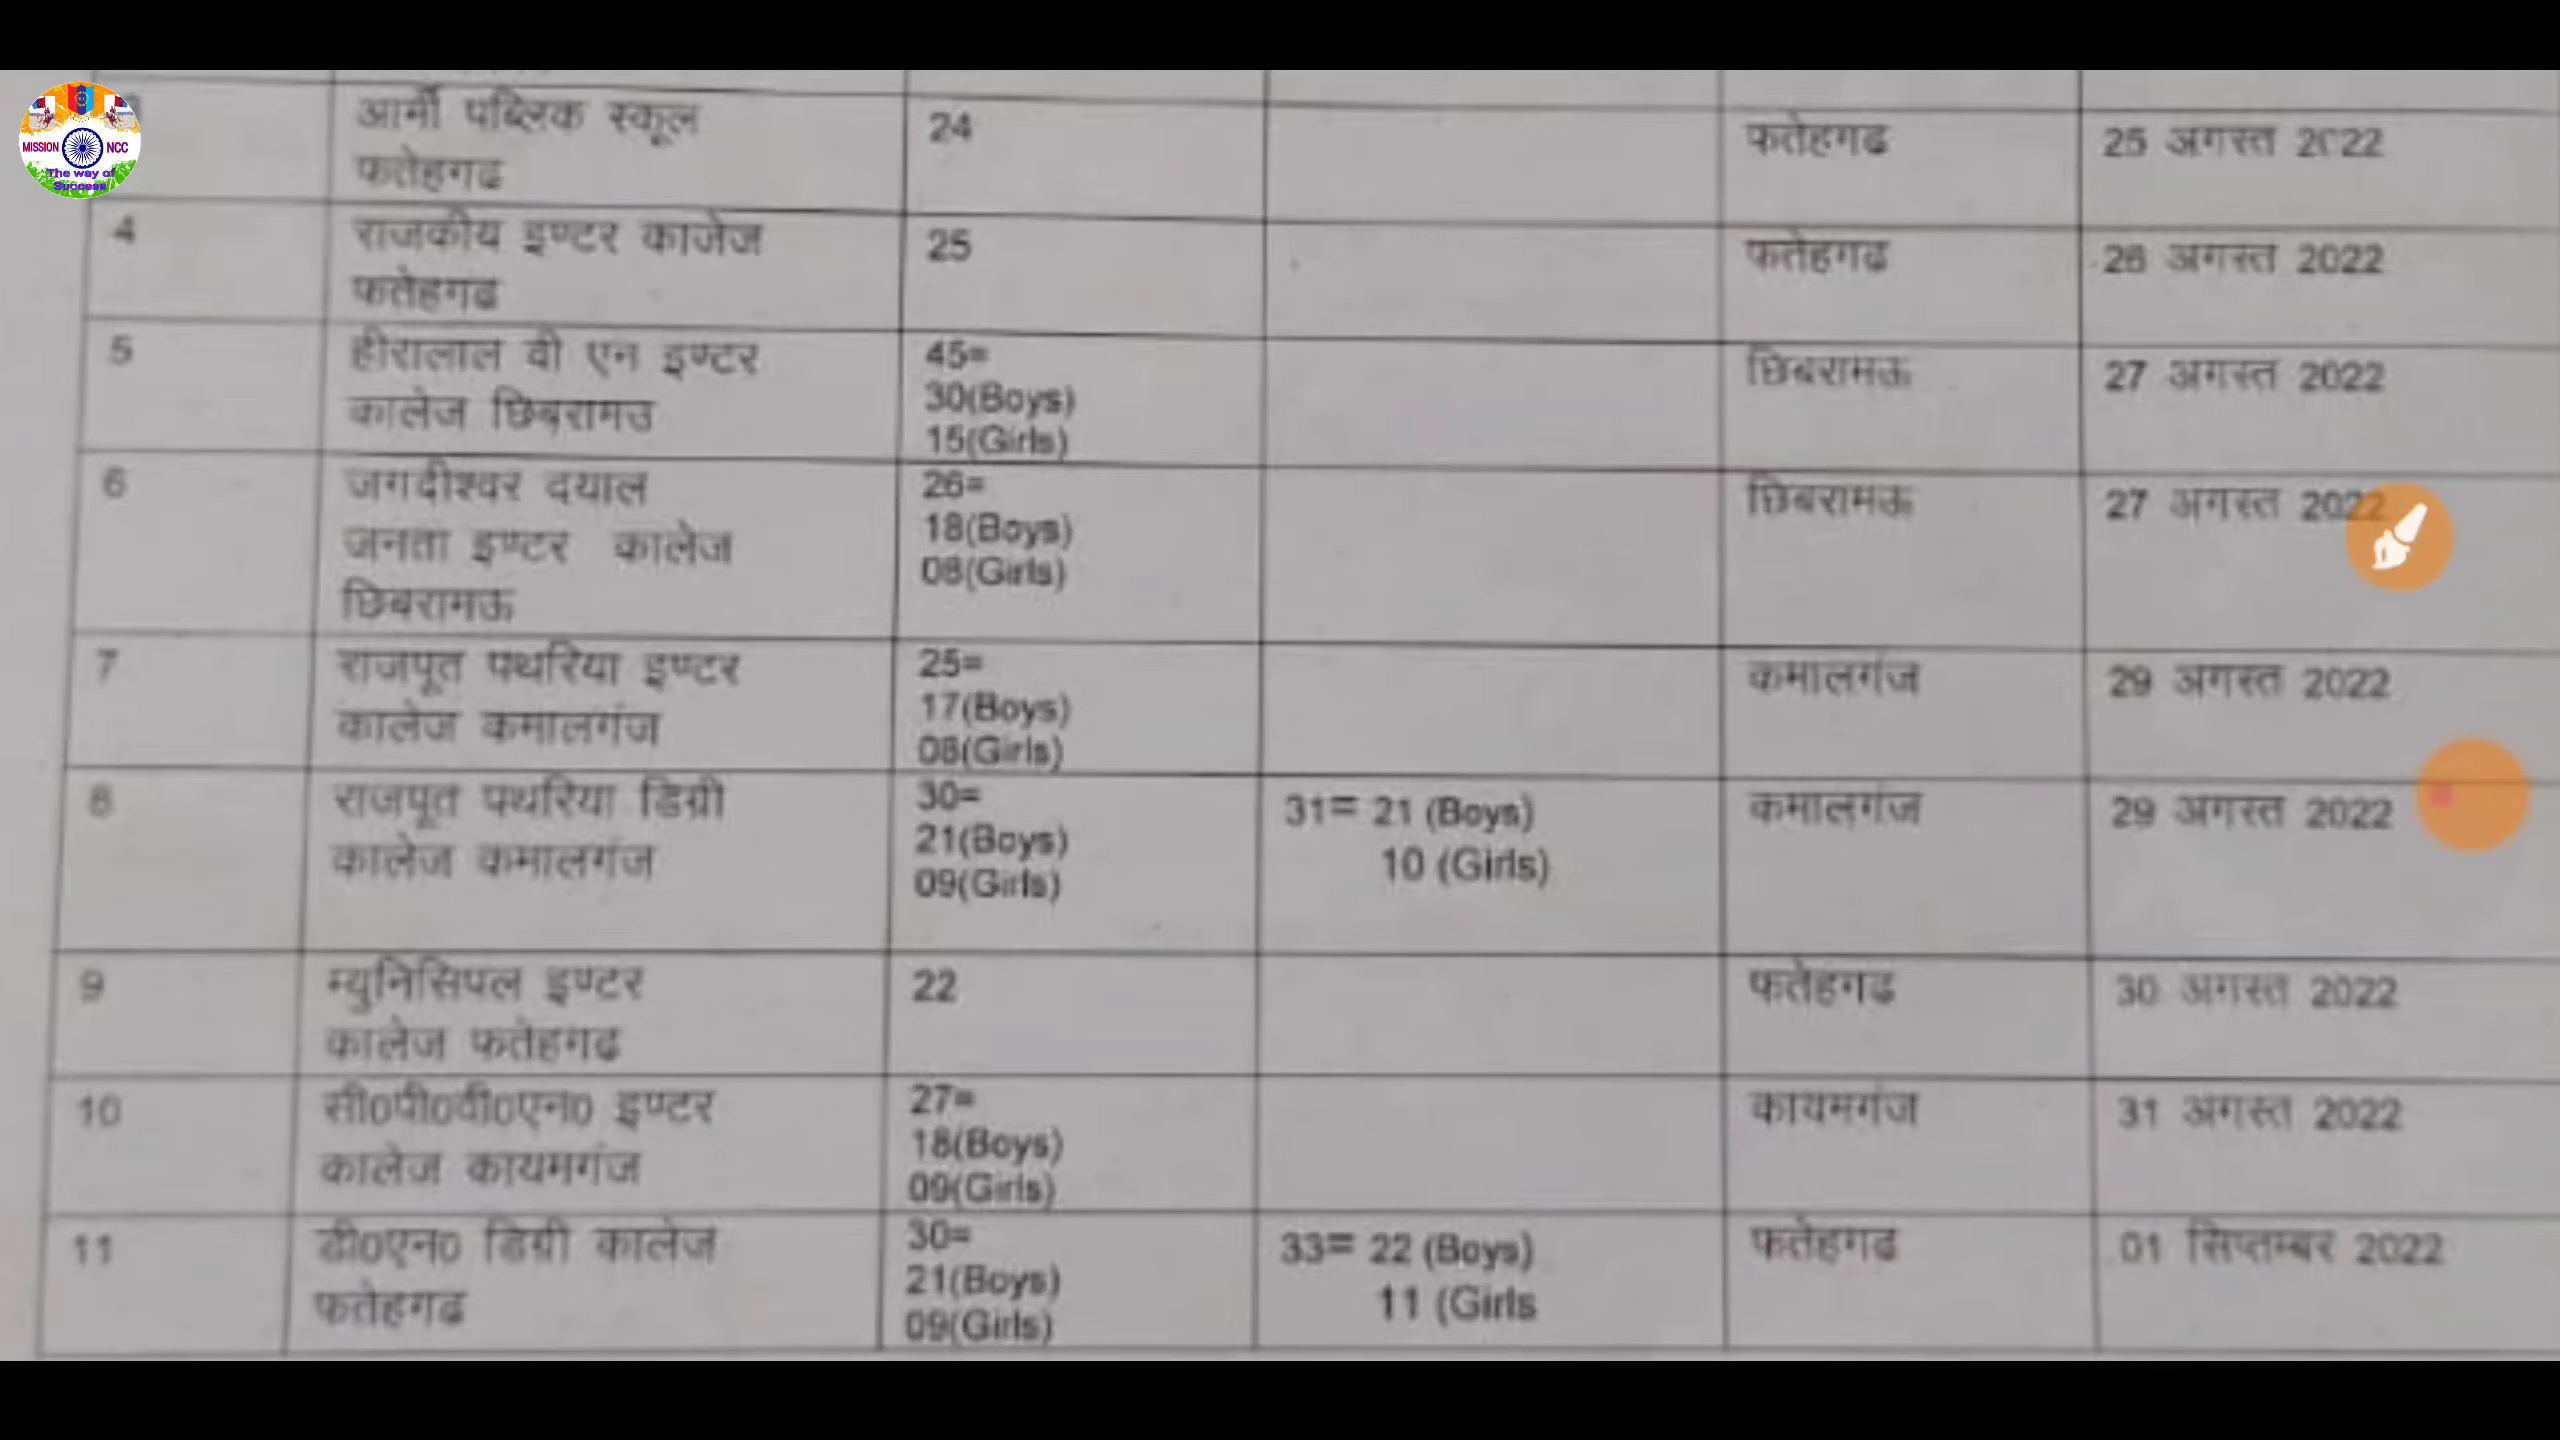 MISSION NCC
The way of
Success
आर्मी पब्लिक स्कूल 24 फतेहगढ 25 अगस्त 2022
फतेहगढ
4 राजकीय इण्टर काजेज 25 फतेहगढ 26 अगस्त 2022
फतेहगढ
5 हीरालाल वी एन इण्टर 45= छिबरामऊ 27 अगस्त 2022
कालेज छिबरामउ 30(Boys)
15(Girls)
6 जगदीश्वर दयाल 26= छिबरामऊ 27 अगस्त 2022
जनता इण्टर कालेज 18(Boys)
छिबरामऊ 08(Girls)
7 राजपूत पथरिया इण्टर 25= कमालगंज 29 अगस्त 2022
कालेज कमालगंज 17(Boys)
08(Girls)
8 राजपूत पथरिया डिग्री 30= 31= 21 (Boys) कमालगंज 29 अगस्त 2022
कालेज कमालगंज 21(Boys) 10 (Girls)
09(Girls)
9 म्युनिसिपल इण्टर 22 फतेहगढ 30 अगस्त 2022
कालेज फतेहगढ
10 सी0पी0वी0एन0 इण्टर 27= कायमगंज 31 अगस्त 2022
कालेज कायमगंज 18(Boys)
09(Girls)
11 डी0एन0 डिग्री कालेज 30= 33= 22 (Boys) फतेहगढ 01 सिप्तम्बर 2022
फतेहगढ 21(Boys) 11 (Girls
09(Girls)